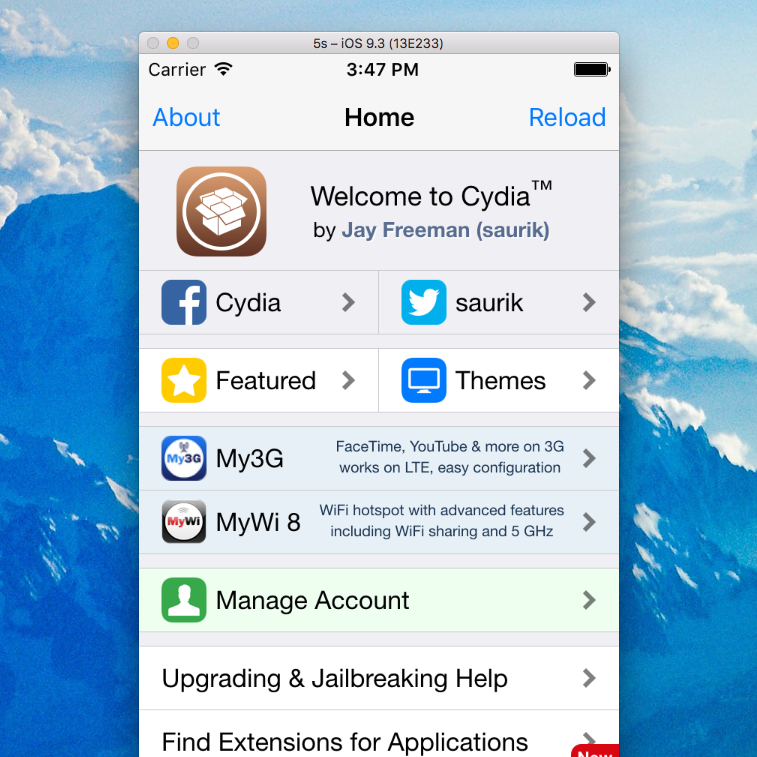 5s – iOS 9.3 (13E233)
Carrier 3:47 PM
About Home Reload
Welcome to Cydia™
by Jay Freeman (saurik)
Cydia saurik
Featured Themes
My3G My3G FaceTime, YouTube & more on 3G
works on LTE, easy configuration
MyWi MyWi 8 WiFi hotspot with advanced features
including WiFi sharing and 5 GHz
Manage Account
Upgrading & Jailbreaking Help
Find Extensions for Applications
New